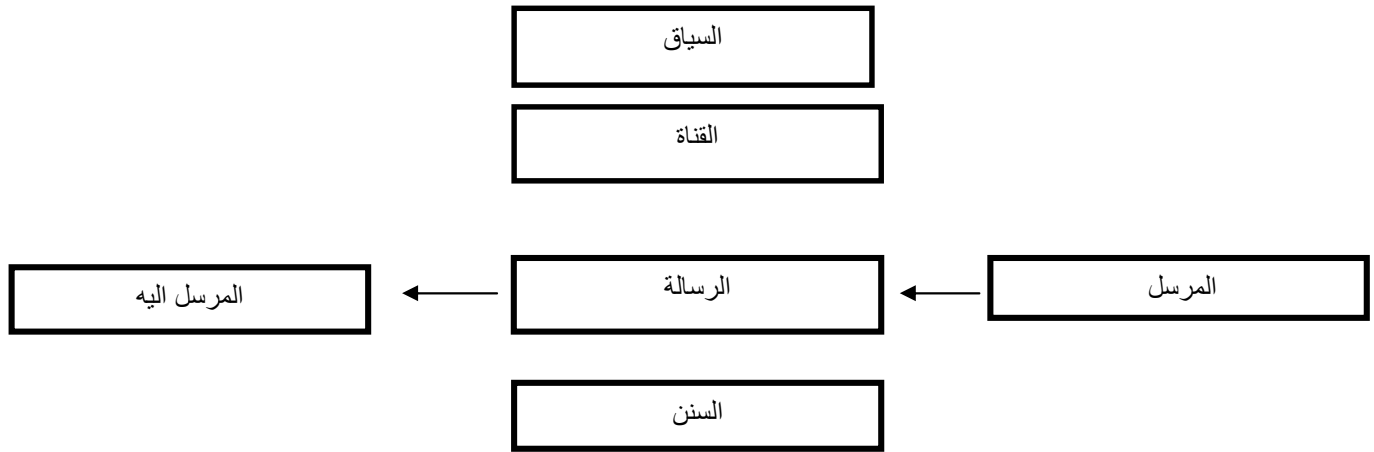 السياق
القناة
المرسل
الرسالة
المرسل اليه
السنن